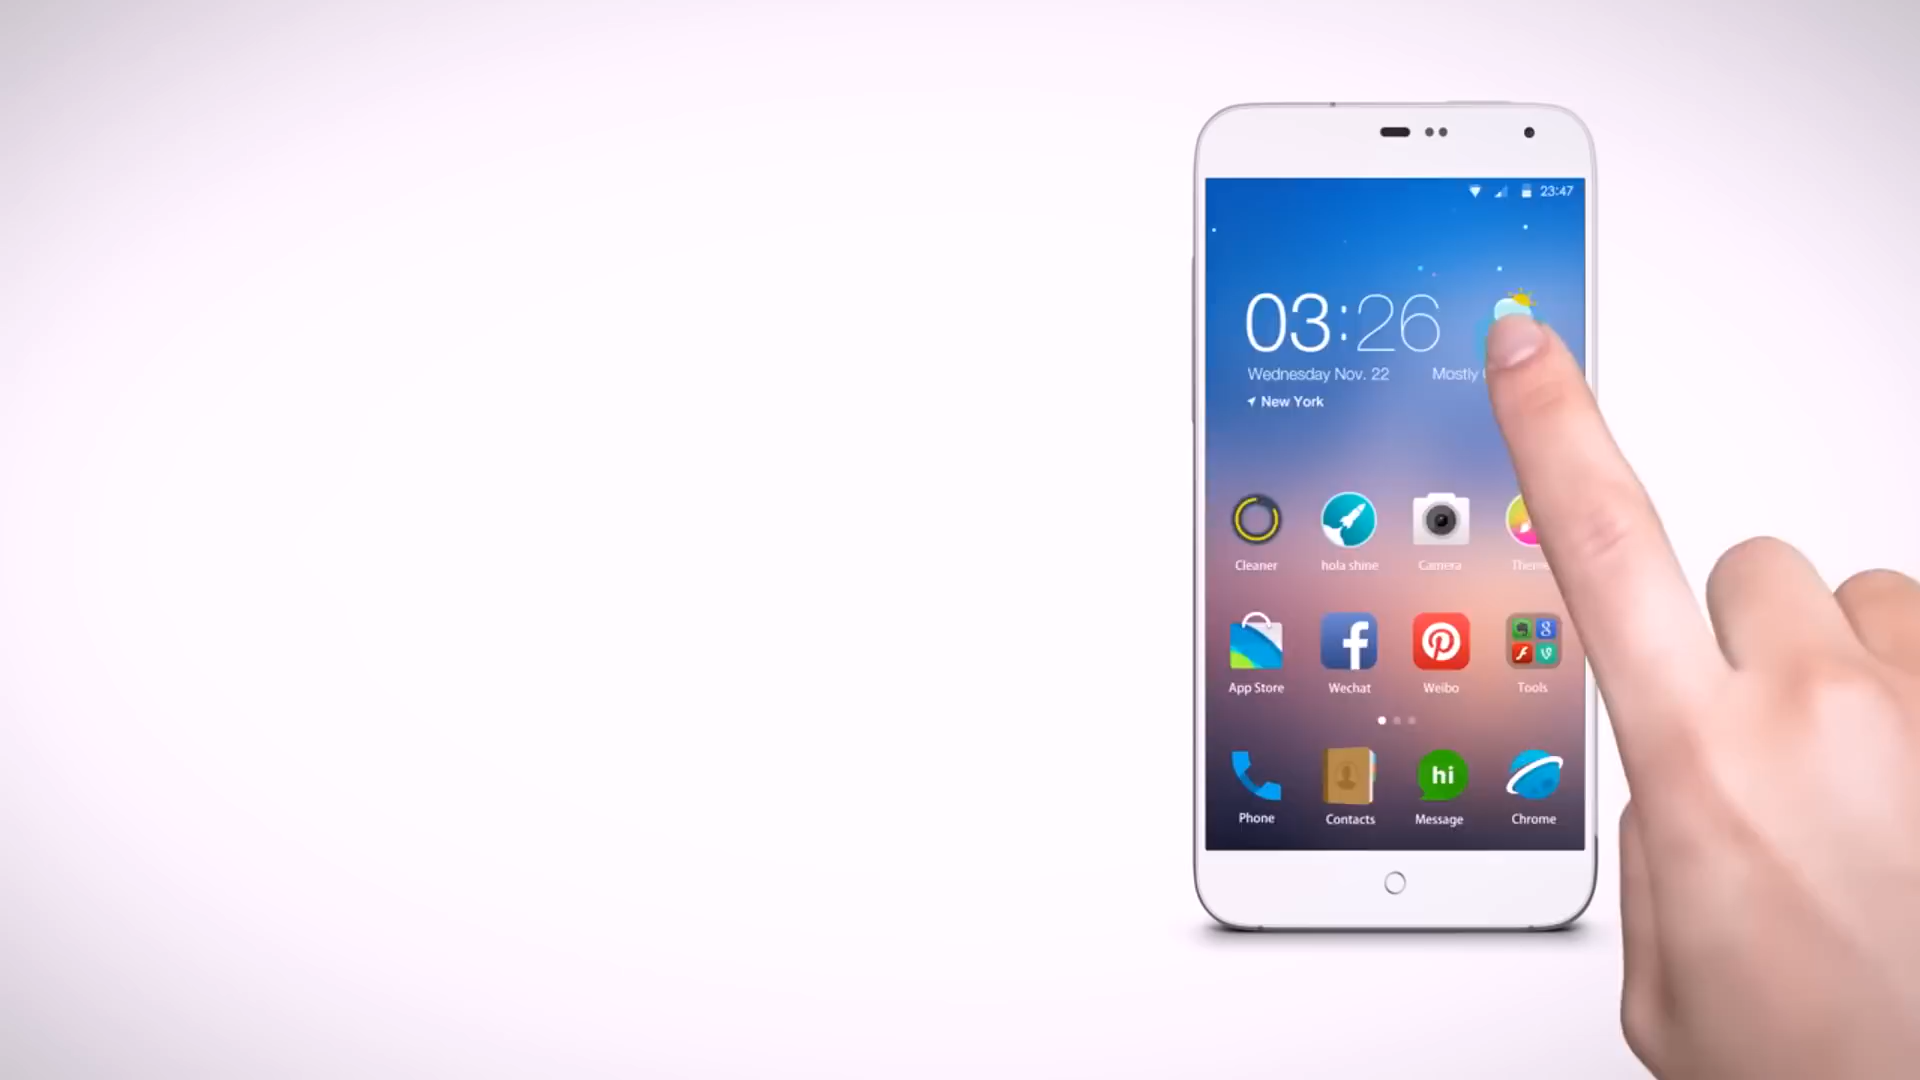 23:47
03:26
Wednesday Nov. 22
Mostly
New York
Cleaner
hola shine
Camera
App Store
Wechat
Weibo
Tools
hi
Phone
Contacts
Message
Chrome